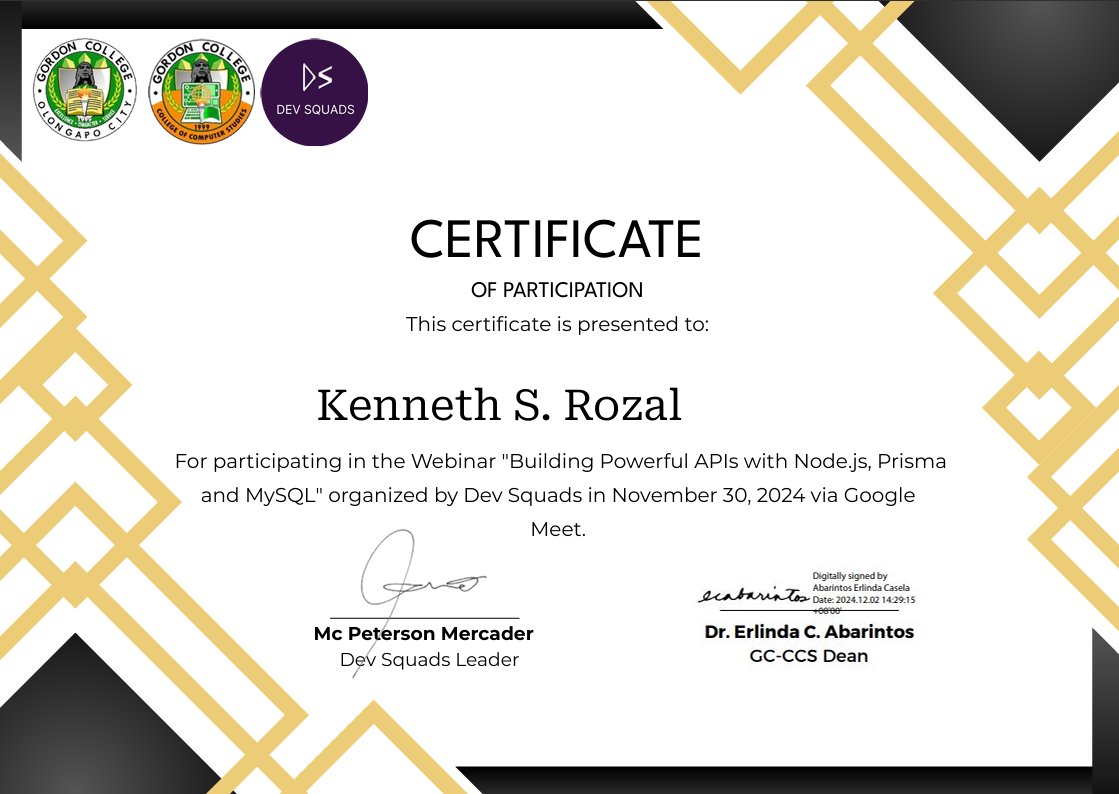 GORDON COLLEGE
OLONGAPO CITY
GORDON COLLEGE
1999
COLLEGE OF COMPUTER STUDIES
DS
DEV SQUADS
CERTIFICATE
OF PARTICIPATION
This certificate is presented to:
Kenneth S. Rozal
For participating in the Webinar "Building Powerful APIs with Node.js, Prisma
and MySQL" organized by Dev Squads in November 30, 2024 via Google
Meet.
ecabarintos
Digitally signed by
Abarintos Erlinda Casela
Date: 2024.12.02 14:29:15
+08'00'
Mc Peterson Mercader
Dev Squads Leader
Dr. Erlinda C. Abarintos
GC-CCS Dean